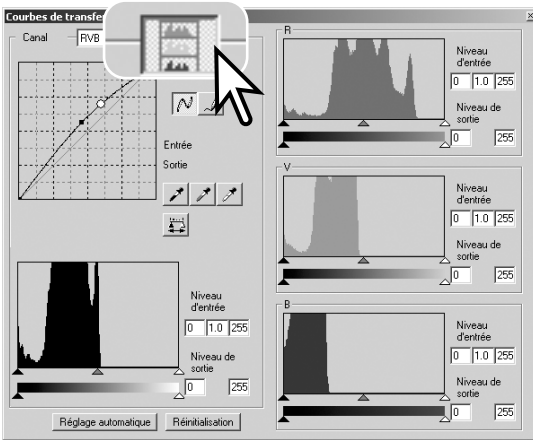 Courbes de transfe
Canal
RVB
Entrée
Sortie
Niveau
d'entrée
0 1.0 255
Niveau de
sortie
0 255
Réglage automatique
Réinitialisation
R
Niveau
d'entrée
0 1.0 255
Niveau de
sortie
0 255
V
Niveau
d'entrée
0 1.0 255
Niveau de
sortie
0 255
B
Niveau
d'entrée
0 1.0 255
Niveau de
sortie
0 255